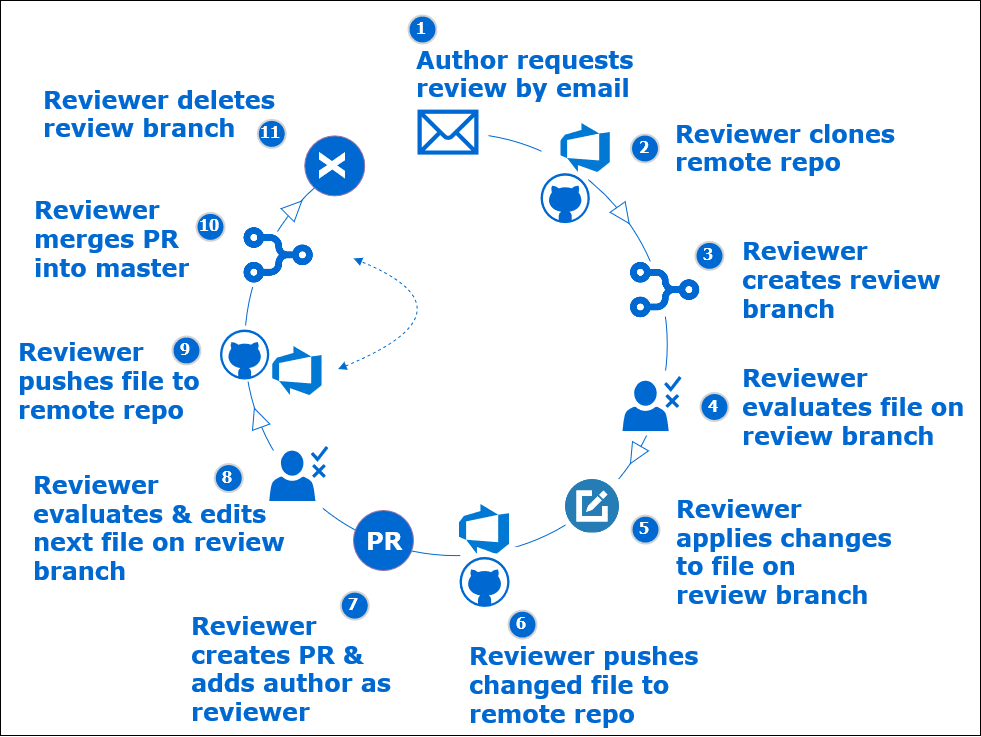 1
Author requests
review by email
2
Reviewer clones
remote repo
3
Reviewer
creates review
branch
4
Reviewer
evaluates file on
review branch
5
Reviewer
applies changes
to file on
review branch
6
Reviewer pushes
changed file to
remote repo
PR
7
Reviewer
creates PR &
adds author as
reviewer
8
Reviewer
evaluates & edits
next file on review
branch
9
Reviewer
pushes file to
remote repo
10
Reviewer
merges PR
into master
11
Reviewer deletes
review branch